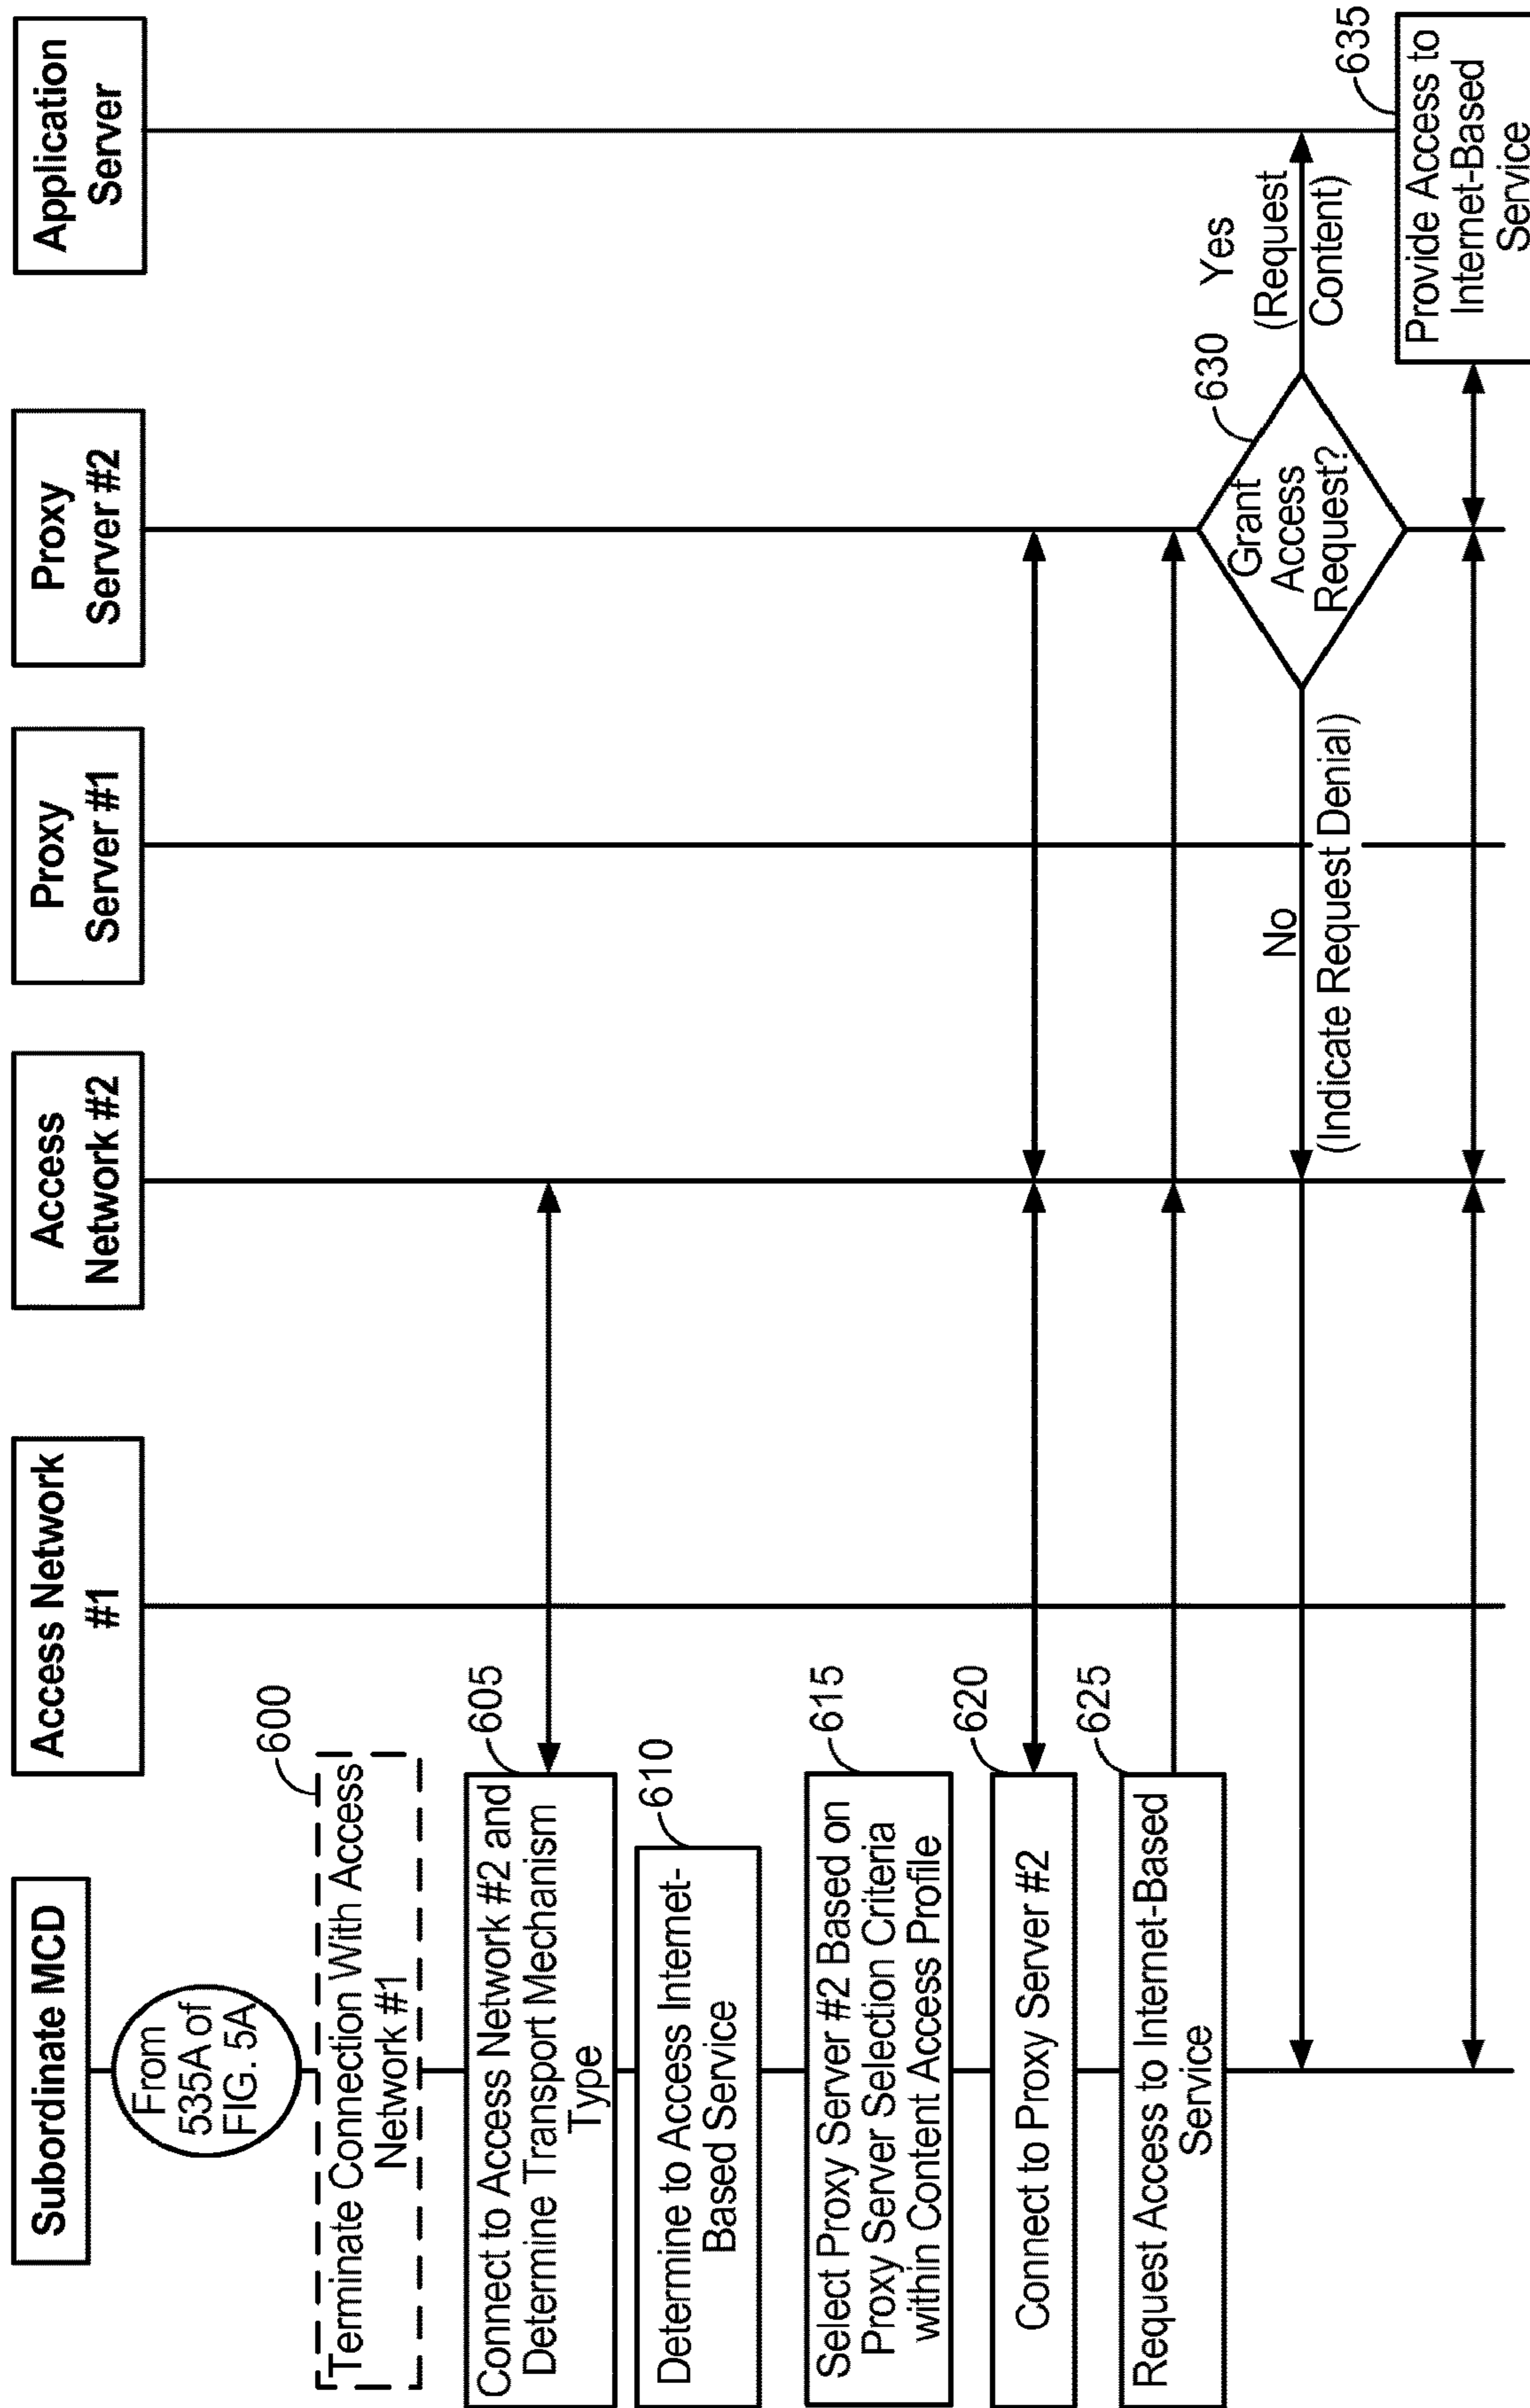 Subordinate MCD
Access Network
#1
Access
Network #2
Proxy
Server #1
Proxy
Server #2
Application
Server
From
535A of
FIG. 5A
600
Terminate Connection With Access
Network #1
605
Connect to Access Network #2 and
Determine Transport Mechanism
Type
610
Determine to Access Internet-
Based Service
615
Select Proxy Server #2 Based on
Proxy Server Selection Criteria
within Content Access Profile
620
Connect to Proxy Server #2
625
Request Access to Internet-Based
Service
630
Grant
Access
Request?
No
(Indicate Request Denial)
Yes
(Request
Content)
635
Provide Access to
Internet-Based
Service